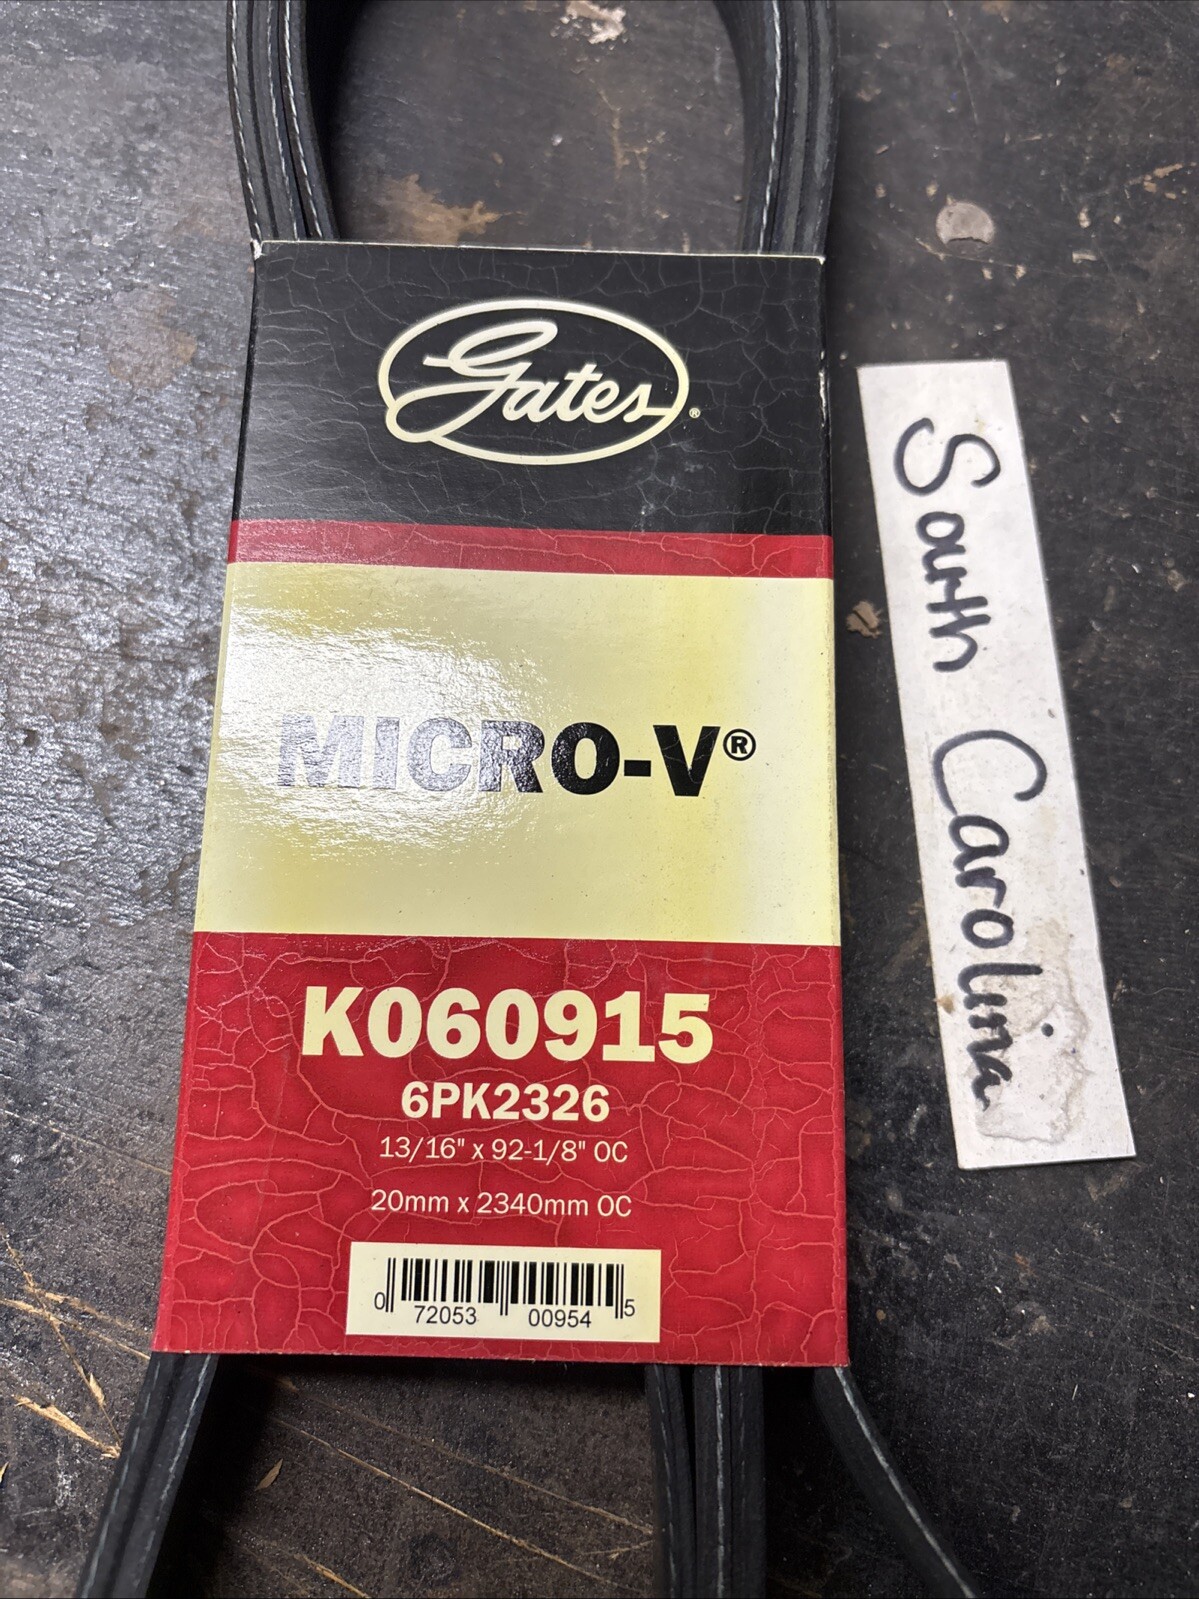 Gates®
MICRO-V®
K060915
6PK2326
13/16" x 92-1/8" OC
20mm x 2340mm OC
0 72053 00954 5
South Carolina